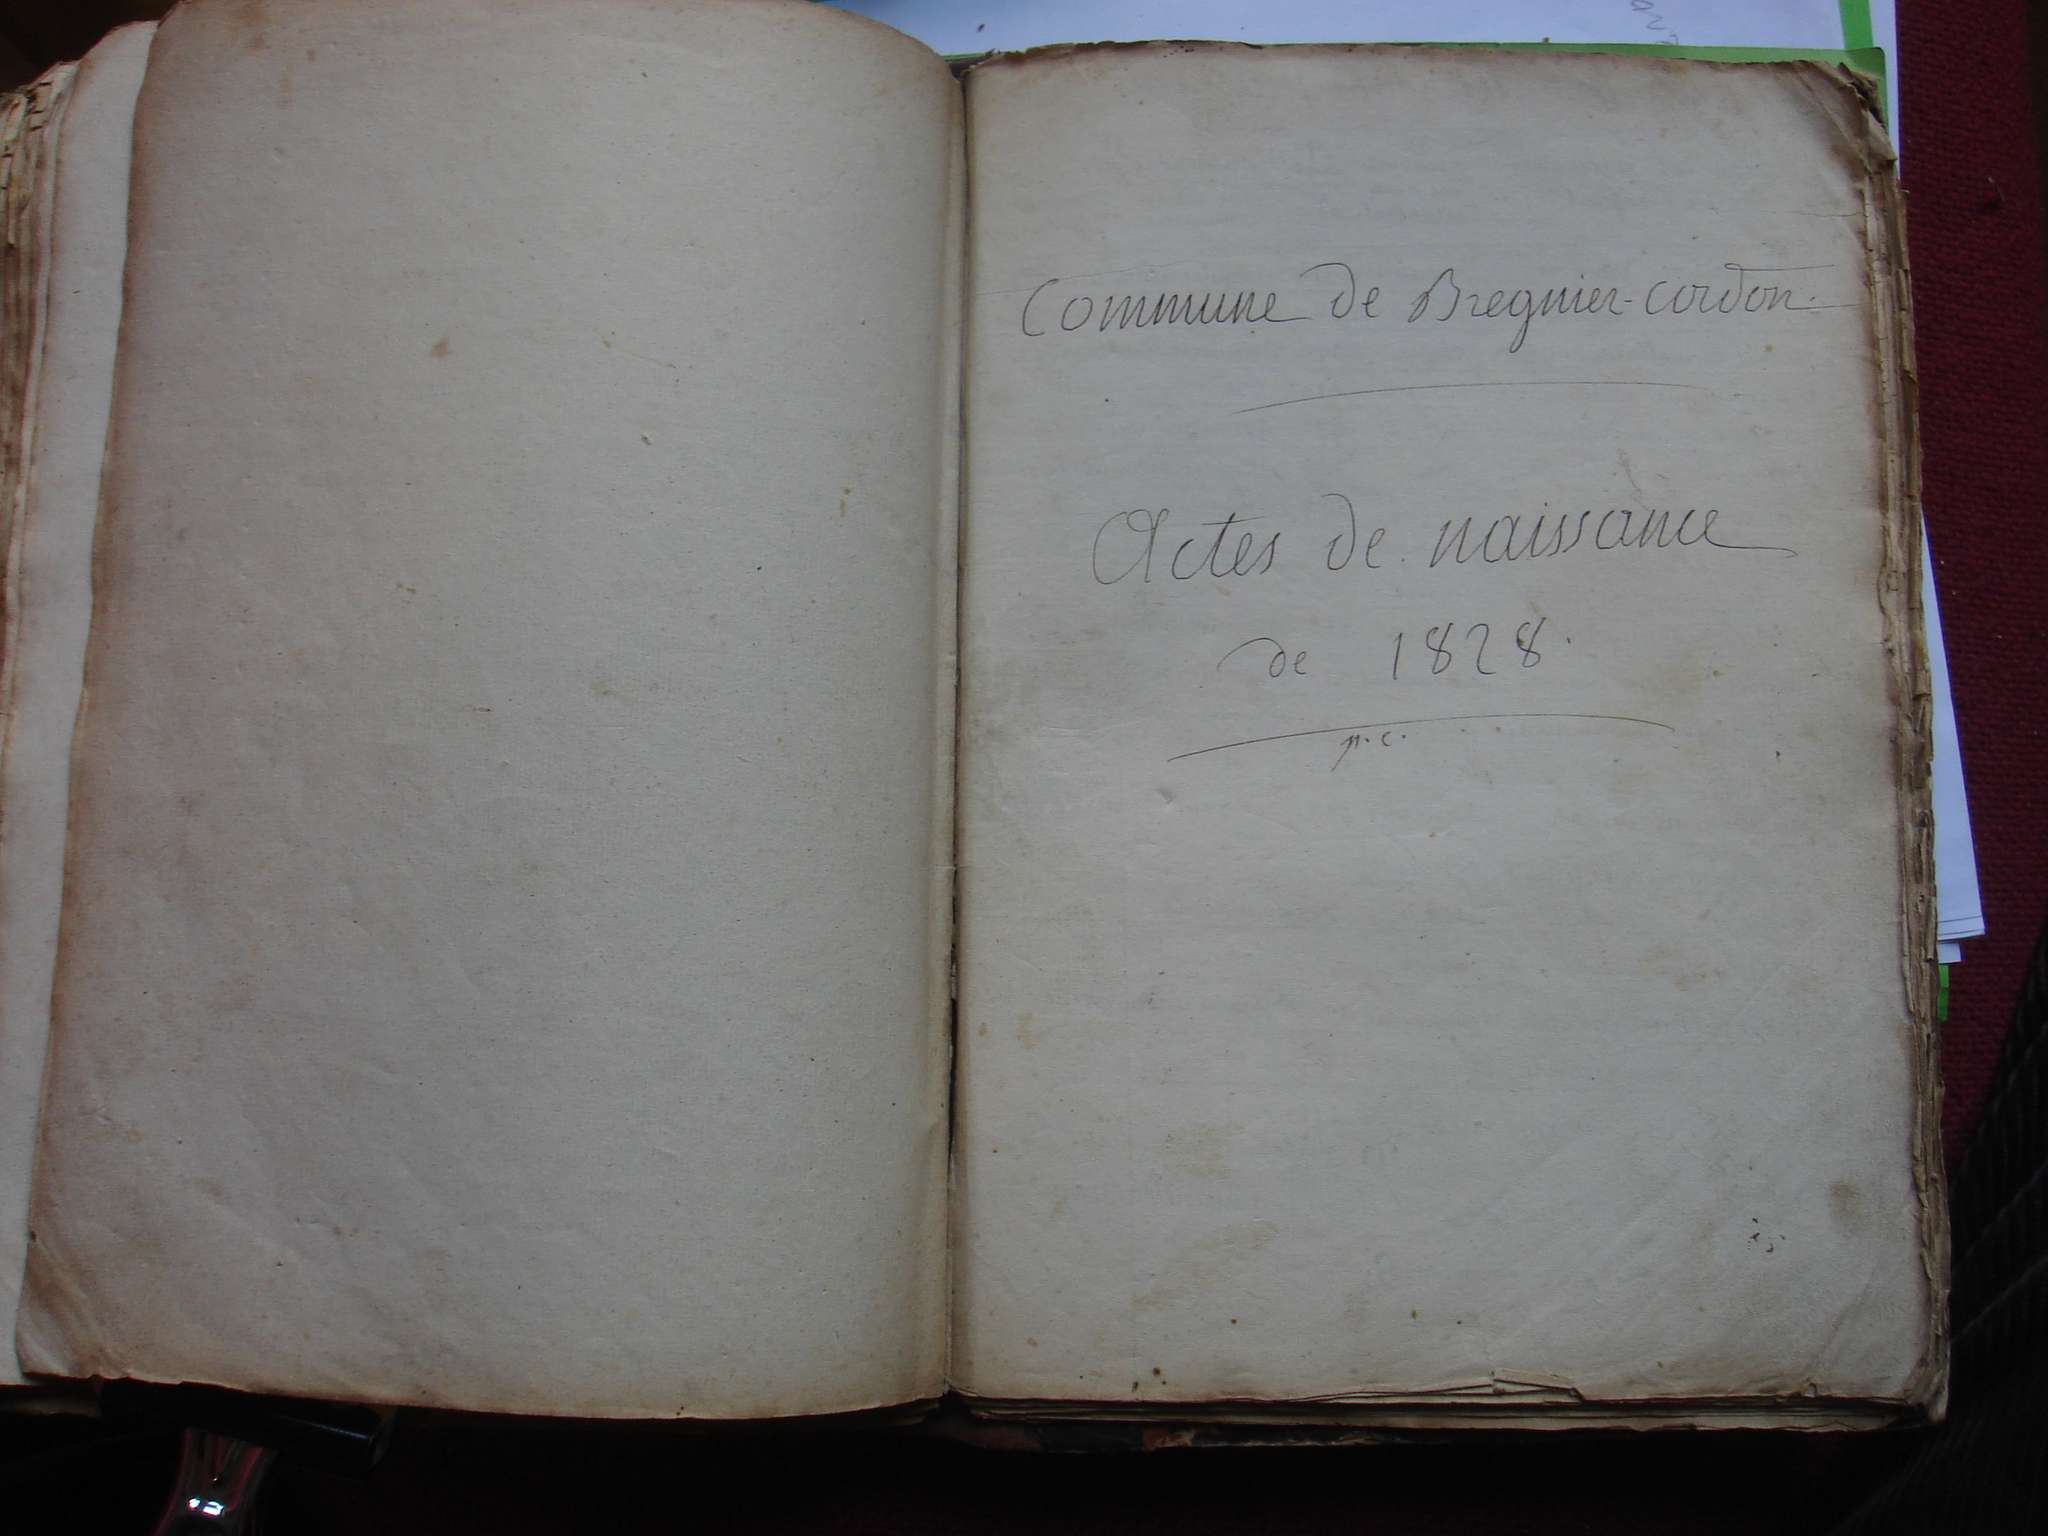 Commune de Bregnier-cordon.
Actes de naissance
de 1828.